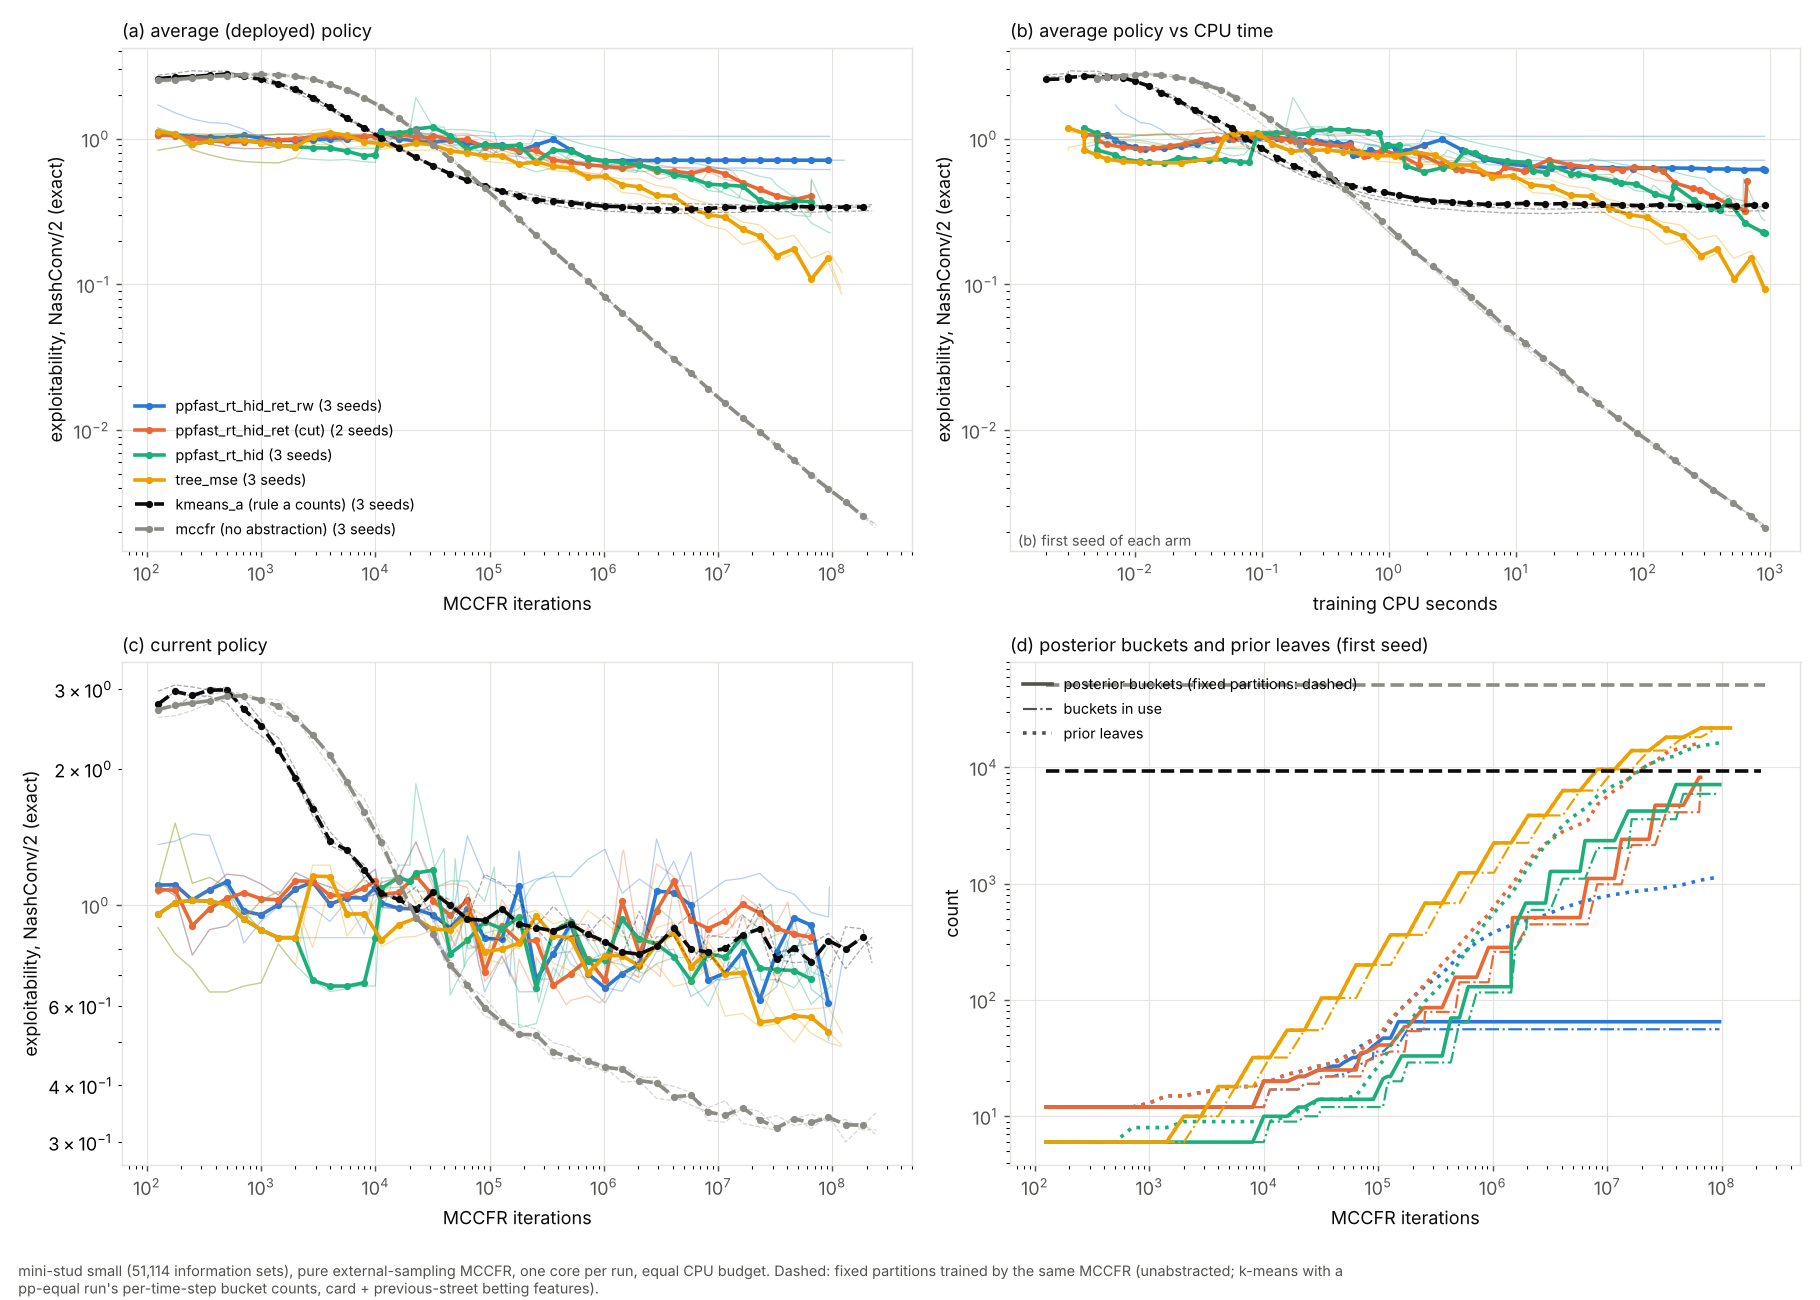 (a) average (deployed) policy
exploitability, NashConv/2 (exact)
10⁰
10⁻¹
10⁻²
ppfast_rt_hid_ret_rw (3 seeds)
ppfast_rt_hid_ret (cut) (2 seeds)
ppfast_rt_hid (3 seeds)
tree_mse (3 seeds)
kmeans_a (rule a counts) (3 seeds)
mccfr (no abstraction) (3 seeds)
10² 10³ 10⁴ 10⁵ 10⁶ 10⁷ 10⁸
MCCFR iterations
(b) average policy vs CPU time
exploitability, NashConv/2 (exact)
10⁰
10⁻¹
10⁻²
(b) first seed of each arm
10⁻² 10⁻¹ 10⁰ 10¹ 10² 10³
training CPU seconds
(c) current policy
exploitability, NashConv/2 (exact)
3 × 10⁰
2 × 10⁰
10⁰
6 × 10⁻¹
4 × 10⁻¹
3 × 10⁻¹
10² 10³ 10⁴ 10⁵ 10⁶ 10⁷ 10⁸
MCCFR iterations
(d) posterior buckets and prior leaves (first seed)
posterior buckets (fixed partitions: dashed)
buckets in use
prior leaves
count
10⁴
10³
10²
10¹
10² 10³ 10⁴ 10⁵ 10⁶ 10⁷ 10⁸
MCCFR iterations
mini-stud small (51,114 information sets), pure external-sampling MCCFR, one core per run, equal CPU budget. Dashed: fixed partitions trained by the same MCCFR (unabstracted; k-means with a
pp-equal run's per-time-step bucket counts, card + previous-street betting features).